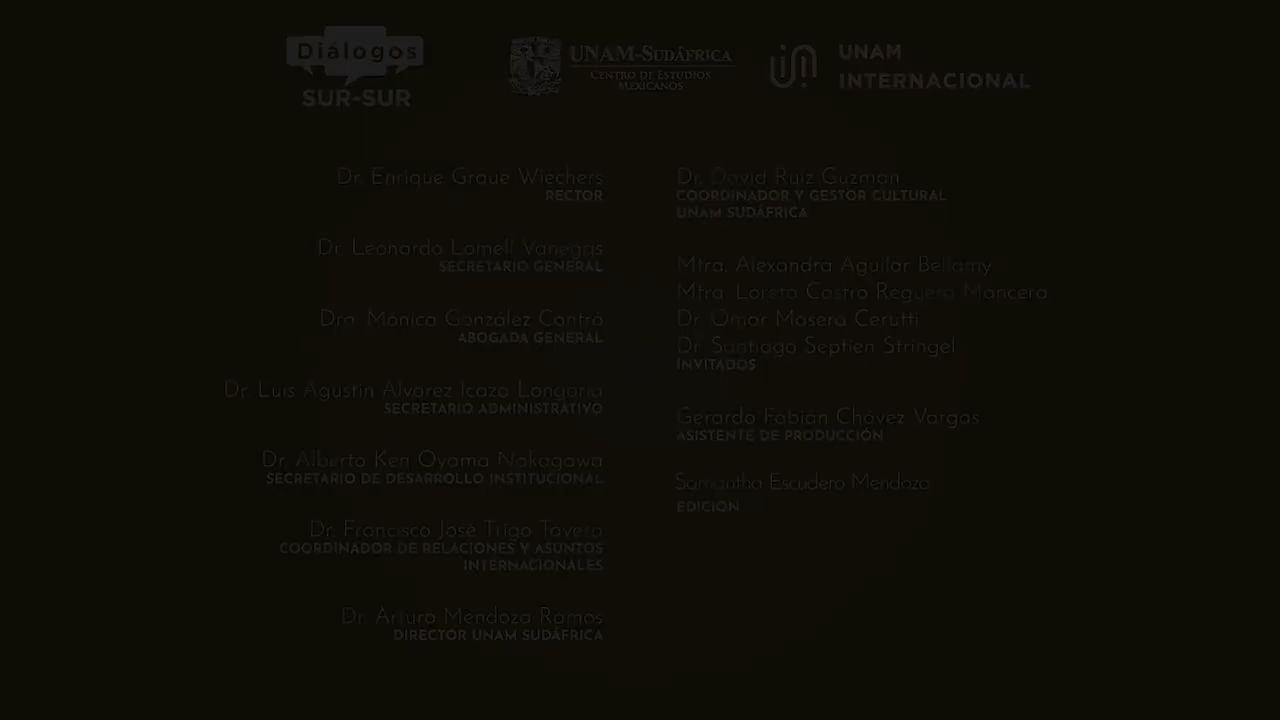 Diálogos
SUR-SUR
UNAM-SUDÁFRICA
CENTRO DE ESTUDIOS
MEXICANOS
UNAM
INTERNACIONAL
Dr. Enrique Graue Wiechers
RECTOR
Dr. Leonardo Lomelí Vanegas
SECRETARIO GENERAL
Dra. Mónica González Contró
ABOGADA GENERAL
Dr. Luis Agustín Álvarez Icaza Longoria
SECRETARIO ADMINISTRATIVO
Dr. Alberto Ken Oyama Nakagawa
SECRETARIO DE DESARROLLO INSTITUCIONAL
Dr. Francisco José Trigo Tavera
COORDINADOR DE RELACIONES Y ASUNTOS
INTERNACIONALES
Dr. Arturo Mendoza Ramos
DIRECTOR UNAM SUDÁFRICA
Dr. David Ruiz Guzman
COORDINADOR Y GESTOR CULTURAL
UNAM SUDÁFRICA
Mtra. Alexandra Aguilar Bellamy
Mtra. Loreta Castro Reguera Mancera
Dr. Omar Masera Cerutti
Dr. Santiago Septien Stringel
INVITADOS
Gerardo Fabián Chávez Vargas
ASISTENTE DE PRODUCCIÓN
Samantha Escudero Mendoza
EDICIÓN